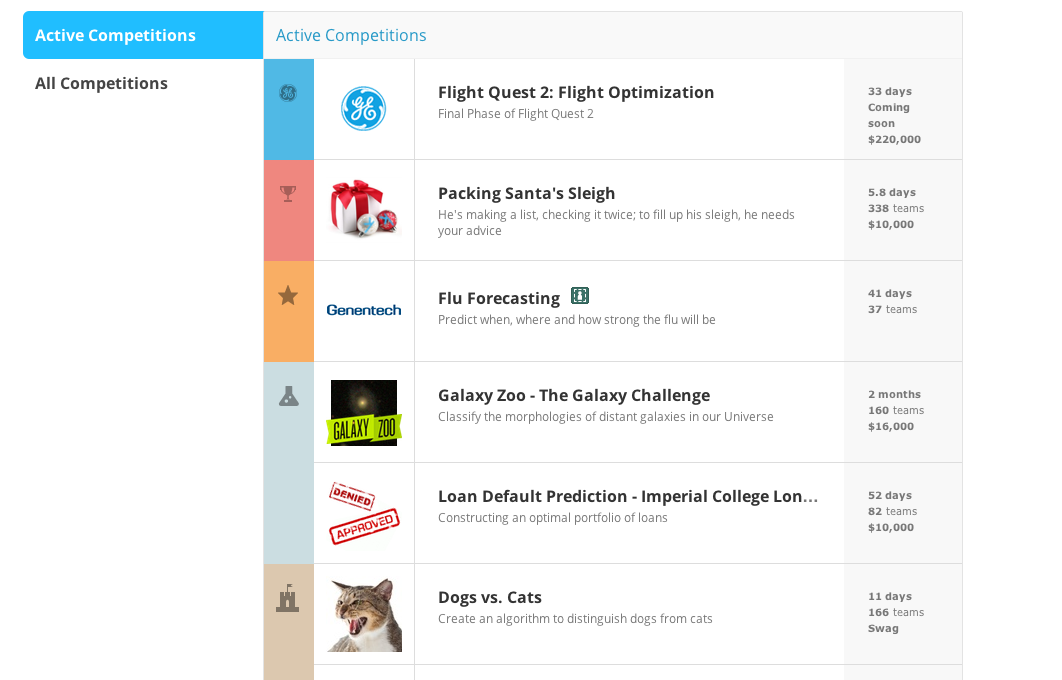 Active Competitions
Active Competitions
All Competitions
Flight Quest 2: Flight Optimization
Final Phase of Flight Quest 2
33 days
Coming
soon
$220,000
Packing Santa's Sleigh
He's making a list, checking it twice; to fill up his sleigh, he needs
your advice
5.8 days
338 teams
$10,000
Genentech
Flu Forecasting
Predict when, where and how strong the flu will be
41 days
37 teams
GALAXY ZOO
Galaxy Zoo - The Galaxy Challenge
Classify the morphologies of distant galaxies in our Universe
2 months
160 teams
$16,000
DENIED
APPROVED
Loan Default Prediction - Imperial College Lon...
Constructing an optimal portfolio of loans
52 days
82 teams
$10,000
Dogs vs. Cats
Create an algorithm to distinguish dogs from cats
11 days
166 teams
Swag